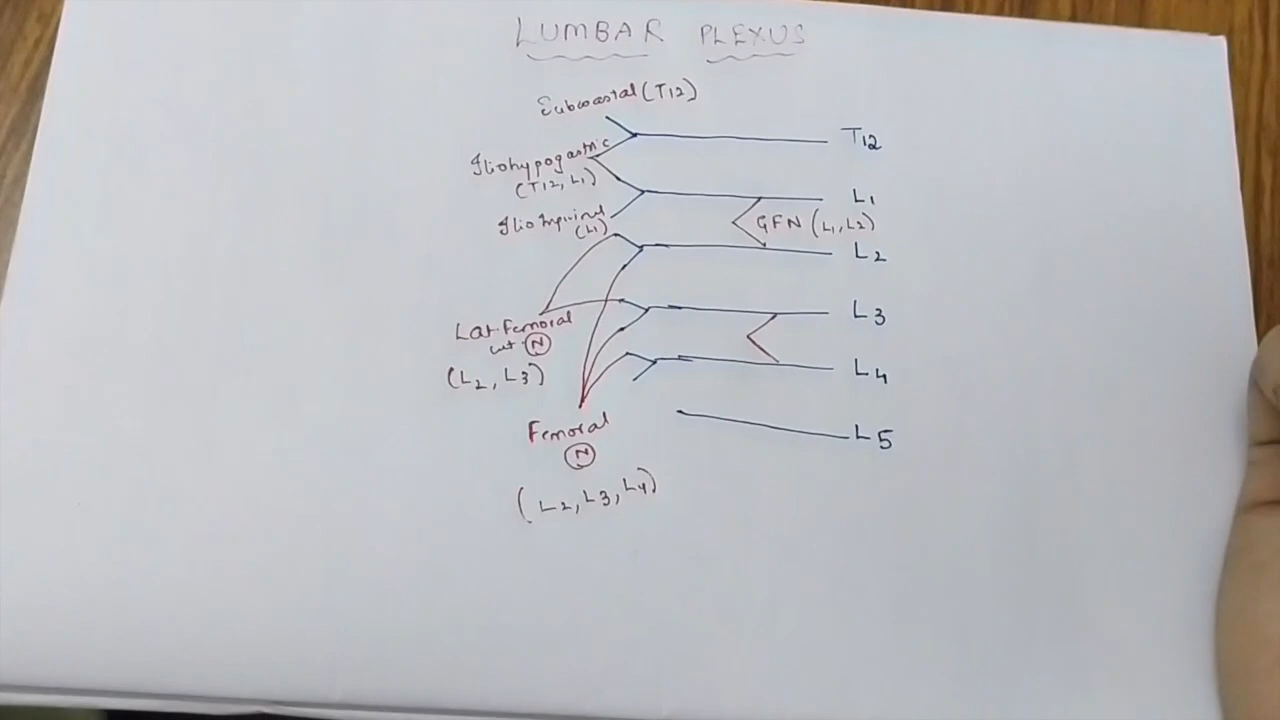 LUMBAR PLEXUS
Subcoastal (T12)
T12
Iliohypogastric
(T12, L1)
L1
Ilioinguinal
(L1)
GFN (L1, L2)
L2
L3
Lat. Femoral
cut. N
(L2, L3)
L4
Femoral
N
L5
(L2, L3, L4)